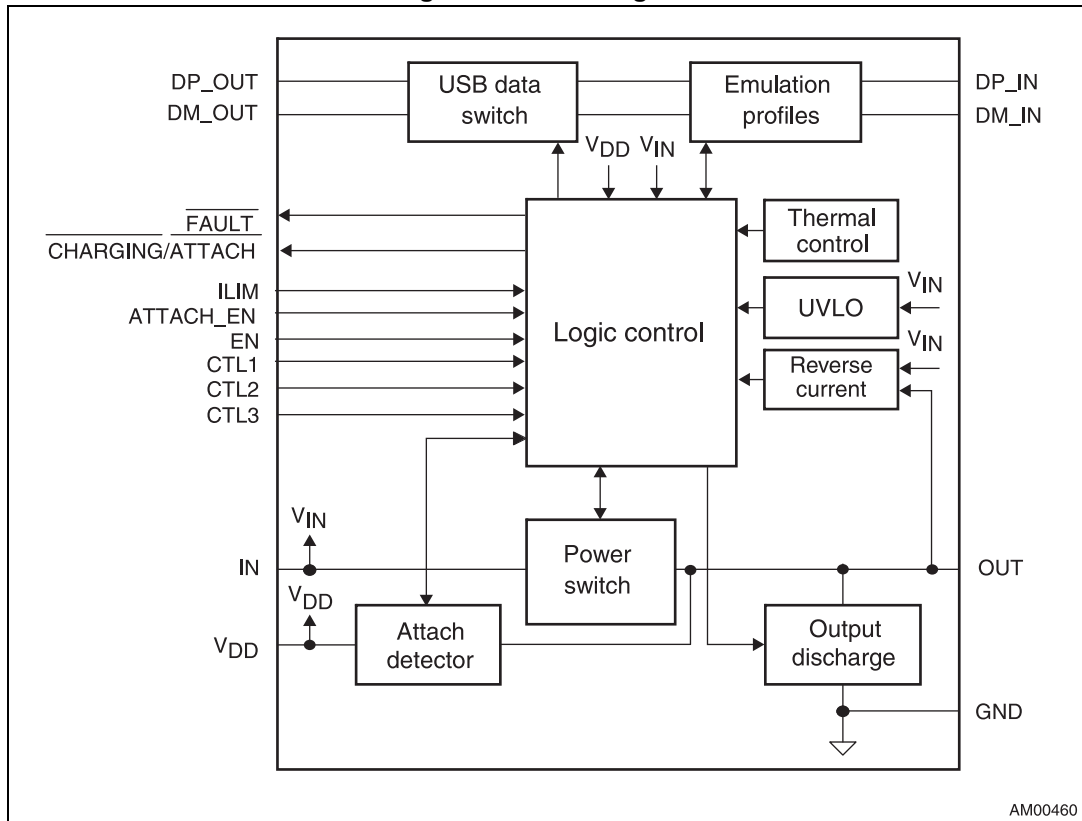 DP_OUT
DM_OUT
USB data
switch
Emulation
profiles
DP_IN
DM_IN
VDD
VIN
FAULT
CHARGING/ATTACH
Thermal
control
ILIM
ATTACH_EN
EN
CTL1
CTL2
CTL3
Logic control
UVLO
VIN
VIN
Reverse
current
VIN
IN
Power
switch
OUT
VDD
VDD
Attach
detector
Output
discharge
GND
AM00460